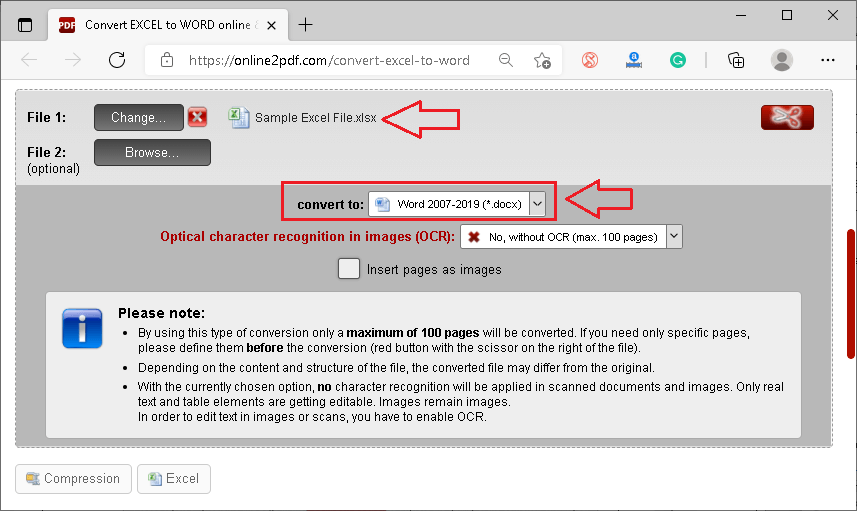 PDF Convert EXCEL to WORD online &
https://online2pdf.com/convert-excel-to-word
File 1: Change... Sample Excel File.xlsx
File 2: Browse...
(optional)
convert to: Word 2007-2019 (*.docx)
Optical character recognition in images (OCR): No, without OCR (max. 100 pages)
Insert pages as images
Please note:
• By using this type of conversion only a maximum of 100 pages will be converted. If you need only specific pages,
please define them before the conversion (red button with the scissor on the right of the file).
• Depending on the content and structure of the file, the converted file may differ from the original.
• With the currently chosen option, no character recognition will be applied in scanned documents and images. Only real
text and table elements are getting editable. Images remain images.
In order to edit text in images or scans, you have to enable OCR.
Compression Excel